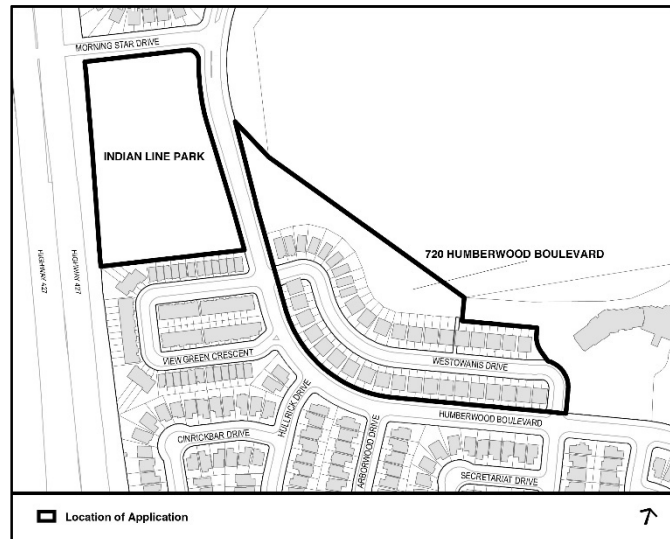 MORNING STAR DRIVE
INDIAN LINE PARK
HIGHWAY 427
HIGHWAY 427
720 HUMBERWOOD BOULEVARD
VIEW GREEN CRESCENT
WESTOWANIS DRIVE
HULLRICK DRIVE
HUMBERWOOD BOULEVARD
CINRICKBAR DRIVE
ARBORWOOD DRIVE
SECRETARIAT DRIVE
Location of Application